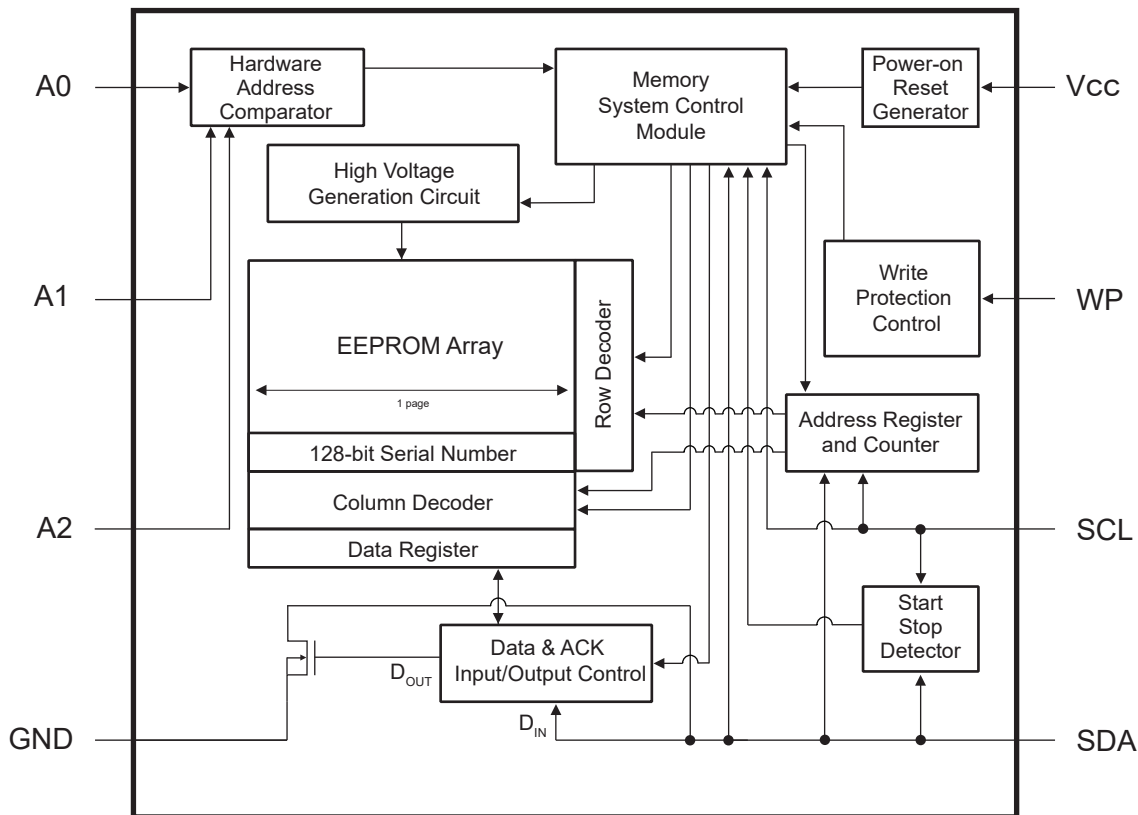 A0
Hardware
Address
Comparator
Memory
System Control
Module
Power-on
Reset
Generator
Vcc
High Voltage
Generation Circuit
A1
EEPROM Array
1 page
Row Decoder
Write
Protection
Control
WP
128-bit Serial Number
Address Register
and Counter
Column Decoder
A2
Data Register
SCL
Start
Stop
Detector
Data & ACK
Input/Output Control
DOUT
DIN
GND
SDA